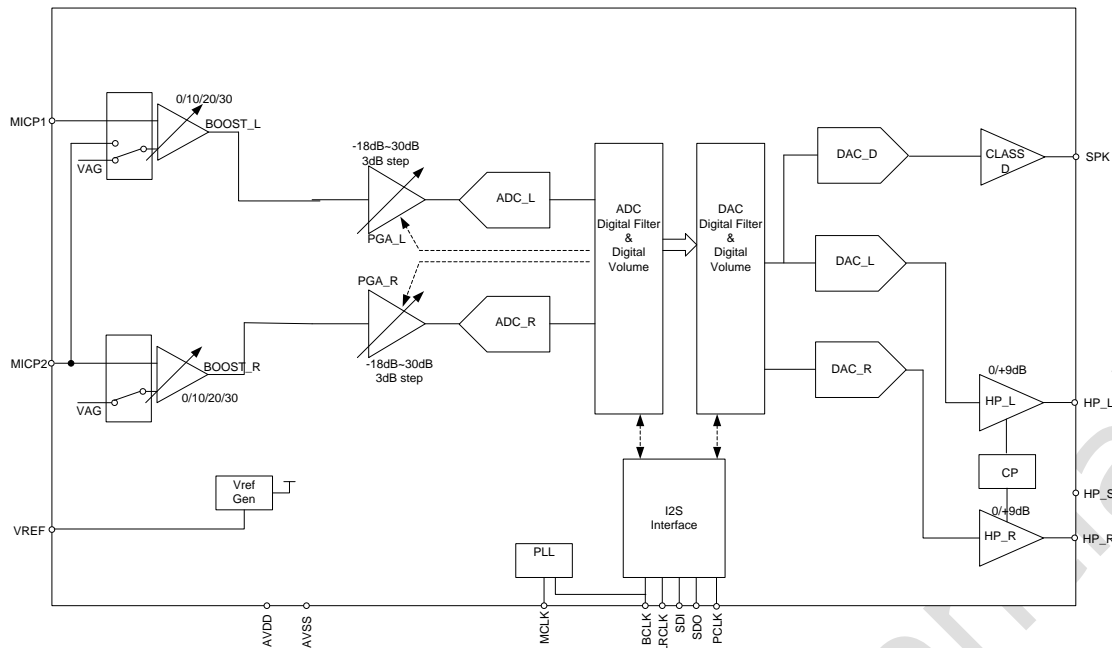 MICP1
0/10/20/30
BOOST_L
VAG
-18dB~30dB
3dB step
PGA_L
ADC_L
ADC
Digital Filter
&
Digital
Volume
DAC
Digital Filter
&
Digital
Volume
DAC_D
CLASS
D
SPK
DAC_L
PGA_R
ADC_R
-18dB~30dB
3dB step
MICP2
BOOST_R
0/10/20/30
VAG
DAC_R
0/+9dB
HP_L
HP_L
CP
HP_S
0/+9dB
HP_R
HP_R
Vref
Gen
VREF
I2S
Interface
PLL
AVDD
AVSS
MCLK
BCLK
LRCLK
SDI
SDO
PCLK